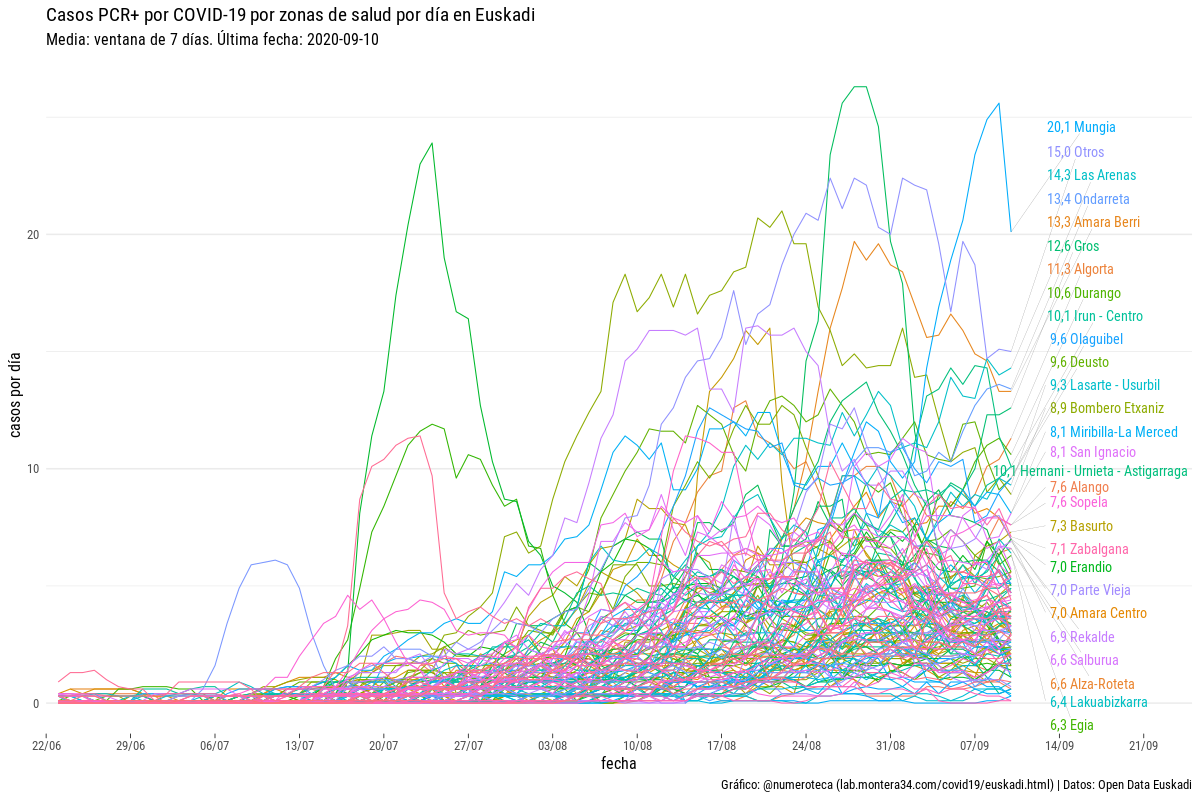 Casos PCR+ por COVID-19 por zonas de salud por día en Euskadi
Media: ventana de 7 días. Última fecha: 2020-09-10
casos por día
20
10
0
20,1 Mungia
15,0 Otros
14,3 Las Arenas
13,4 Ondarreta
13,3 Amara Berri
12,6 Gros
11,3 Algorta
10,6 Durango
10,1 Irun - Centro
9,6 Olaguibel
9,6 Deusto
9,3 Lasarte - Usurbil
8,9 Bombero Etxaniz
8,1 Miribilla-La Merced
8,1 San Ignacio
10,1 Hernani - Urnieta - Astigarraga
7,6 Alango
7,6 Sopela
7,3 Basurto
7,1 Zabalgana
7,0 Erandio
7,0 Parte Vieja
7,0 Amara Centro
6,9 Rekalde
6,6 Salburua
6,6 Alza-Roteta
6,4 Lakuabizkarra
6,3 Egia
22/06 29/06 06/07 13/07 20/07 27/07 03/08 10/08 17/08 24/08 31/08 07/09 14/09 21/09
fecha
Gráfico: @numeroteca (lab.montera34.com/covid19/euskadi.html) | Datos: Open Data Euskadi